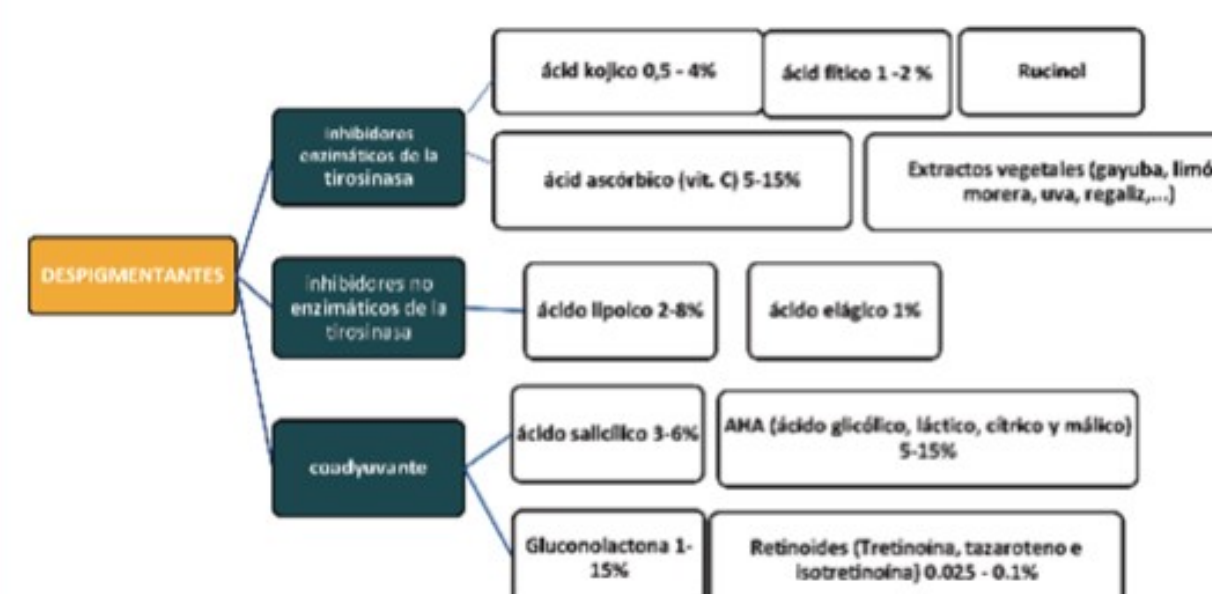 ácid kojico 0,5 - 4%
ácid fítico 1 -2 %
Rucinol
inhibidores
enzimáticos de la
tirosinasa
ácid ascórbico (vit. C) 5-15%
Extractos vegetales (gayuba, limó
morera, uva, regaliz,...)
DESPIGMENTANTES
inhibidores no
enzimáticos de la
tirosinasa
ácido lipoico 2-8%
ácido elágico 1%
coadyuvante
ácido salicílico 3-6%
AHA (ácido glicólico, láctico, cítrico y málico)
5-15%
Gluconolactona 1-
15%
Retinoides (Tretinoína, tazaroteno e
isotretinoína) 0.025 - 0.1%